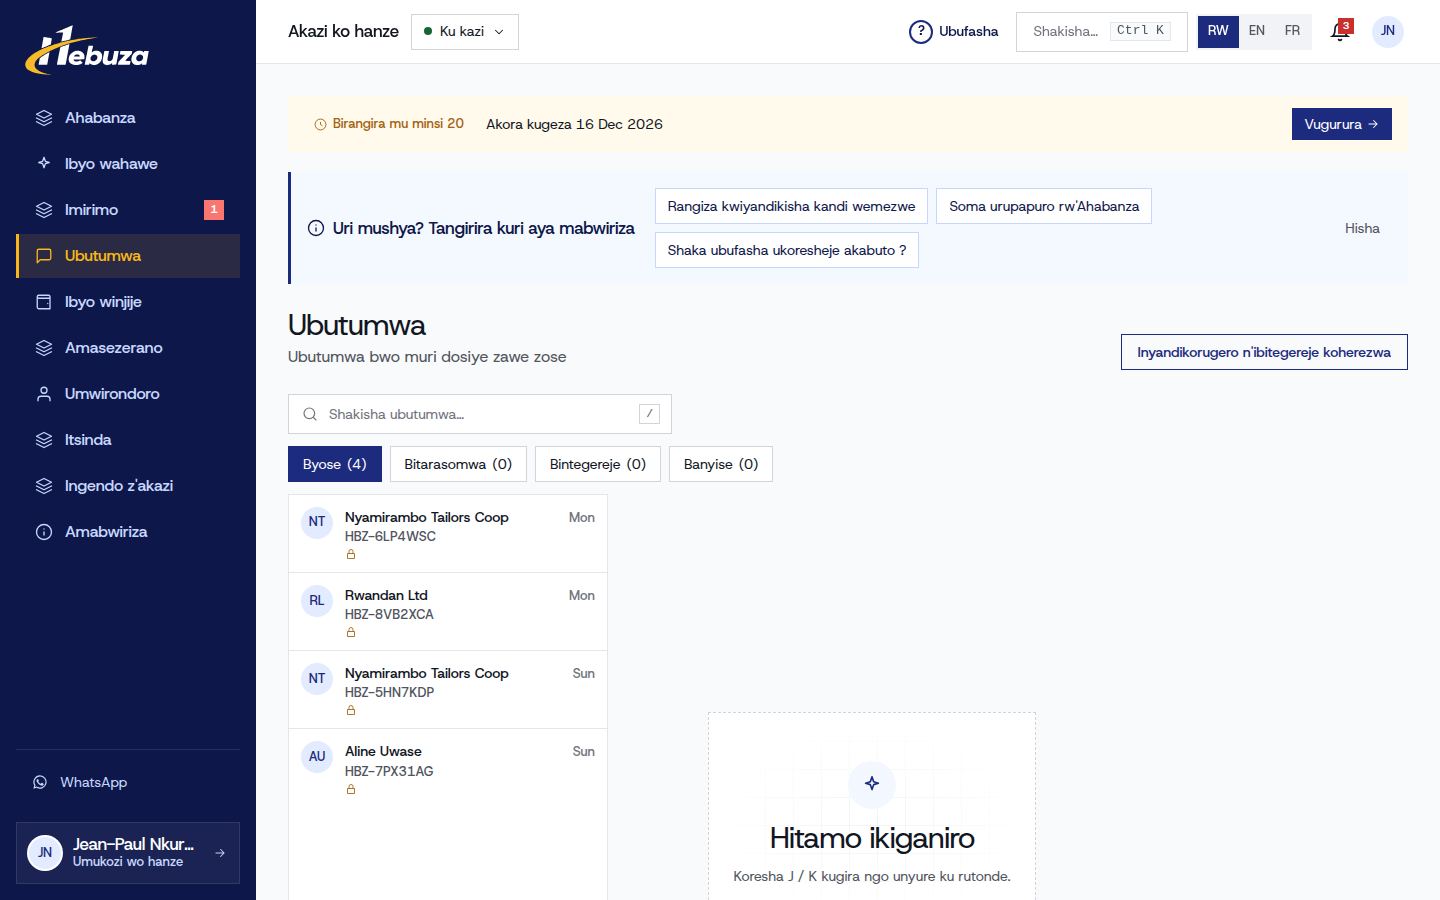 Hebuza
Ahabanza
Ibyo wahawe
Imirimo
1
Ubutumwa
Ibyo winjije
Amasezerano
Umwirondoro
Itsinda
Ingendo z'akazi
Amabwiriza
WhatsApp
JN
Jean-Paul Nkur...
Umukozi wo hanze
Akazi ko hanze
Ku kazi
? Ubufasha
Shakisha... Ctrl K
RW EN FR
3
JN
Birangira mu minsi 20 Akora kugeza 16 Dec 2026
Vugurura
Uri mushya? Tangirira kuri aya mabwiriza
Rangiza kwiyandikisha kandi wemezwe
Soma urupapuro rw'Ahabanza
Shaka ubufasha ukoresheje akabuto ?
Hisha
Ubutumwa
Ubutumwa bwo muri dosiye zawe zose
Inyandikorugero n'ibitegereje koherezwa
Shakisha ubutumwa... /
Byose (4) Bitarasomwa (0) Bintegereje (0) Banyise (0)
NT Nyamirambo Tailors Coop Mon
HBZ-6LP4WSC
RL Rwandan Ltd Mon
HBZ-8VB2XCA
NT Nyamirambo Tailors Coop Sun
HBZ-5HN7KDP
AU Aline Uwase Sun
HBZ-7PX31AG
Hitamo ikiganiro
Koresha J / K kugira ngo unyure ku rutonde.